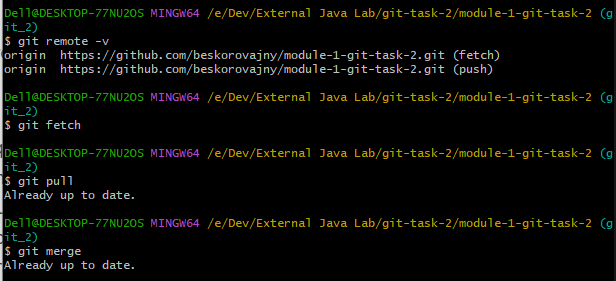 Dell@DESKTOP-77NU2OS MINGW64 /e/Dev/External Java Lab/git-task-2/module-1-git-task-2 (g
it_2)
$ git remote -v
origin  https://github.com/beskorovajny/module-1-git-task-2.git (fetch)
origin  https://github.com/beskorovajny/module-1-git-task-2.git (push)
Dell@DESKTOP-77NU2OS MINGW64 /e/Dev/External Java Lab/git-task-2/module-1-git-task-2 (g
it_2)
$ git fetch
Dell@DESKTOP-77NU2OS MINGW64 /e/Dev/External Java Lab/git-task-2/module-1-git-task-2 (g
it_2)
$ git pull
Already up to date.
Dell@DESKTOP-77NU2OS MINGW64 /e/Dev/External Java Lab/git-task-2/module-1-git-task-2 (g
it_2)
$ git merge
Already up to date.